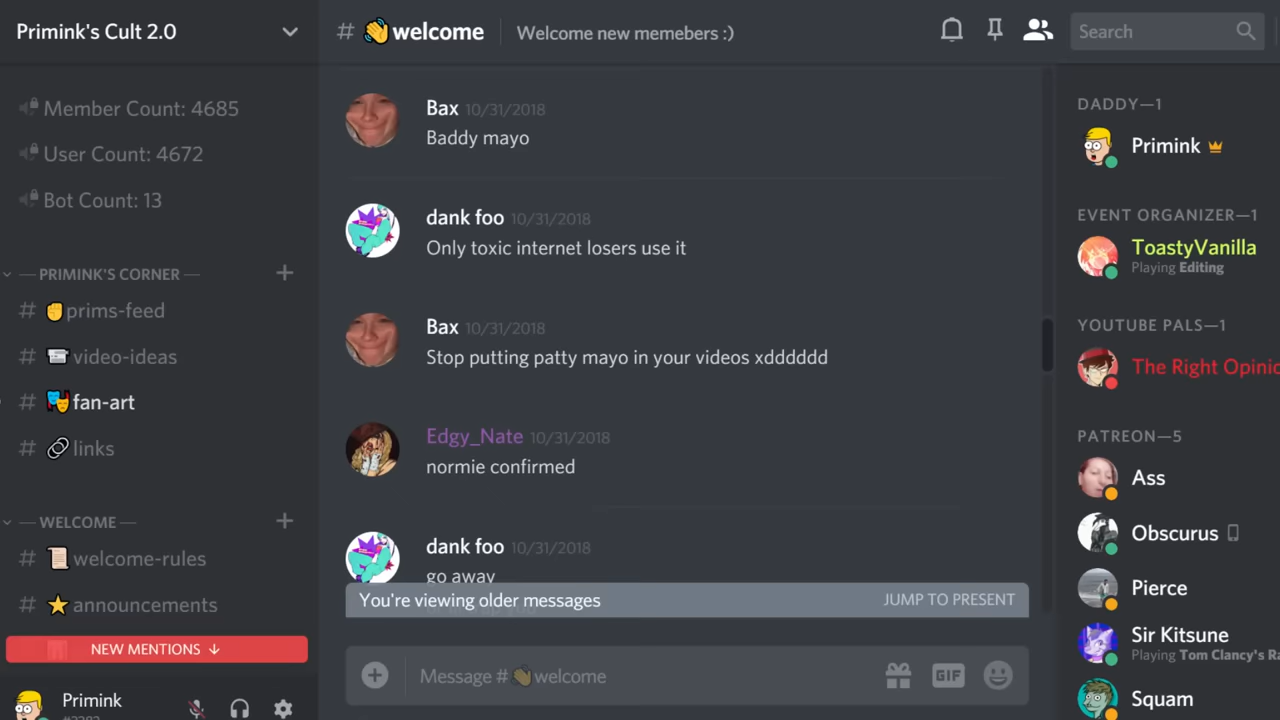 Primink's Cult 2.0
Member Count: 4685
User Count: 4672
Bot Count: 13
PRIMINK'S CORNER
# prims-feed
# video-ideas
# fan-art
# links
WELCOME
# welcome-rules
# announcements
NEW MENTIONS ↓
Primink
# 👋welcome
Welcome new memebers :)
Bax 10/31/2018
Baddy mayo
dank foo 10/31/2018
Only toxic internet losers use it
Bax 10/31/2018
Stop putting patty mayo in your videos xdddddd
Edgy_Nate 10/31/2018
normie confirmed
dank foo 10/31/2018
go away
You're viewing older messages
JUMP TO PRESENT
Message # 👋welcome
GIF
Search
DADDY—1
Primink
EVENT ORGANIZER—1
ToastyVanilla
Playing Editing
YOUTUBE PALS—1
The Right Opinic
PATREON—5
Ass
Obscurus
Pierce
Sir Kitsune
Playing Tom Clancy's Ra
Squam